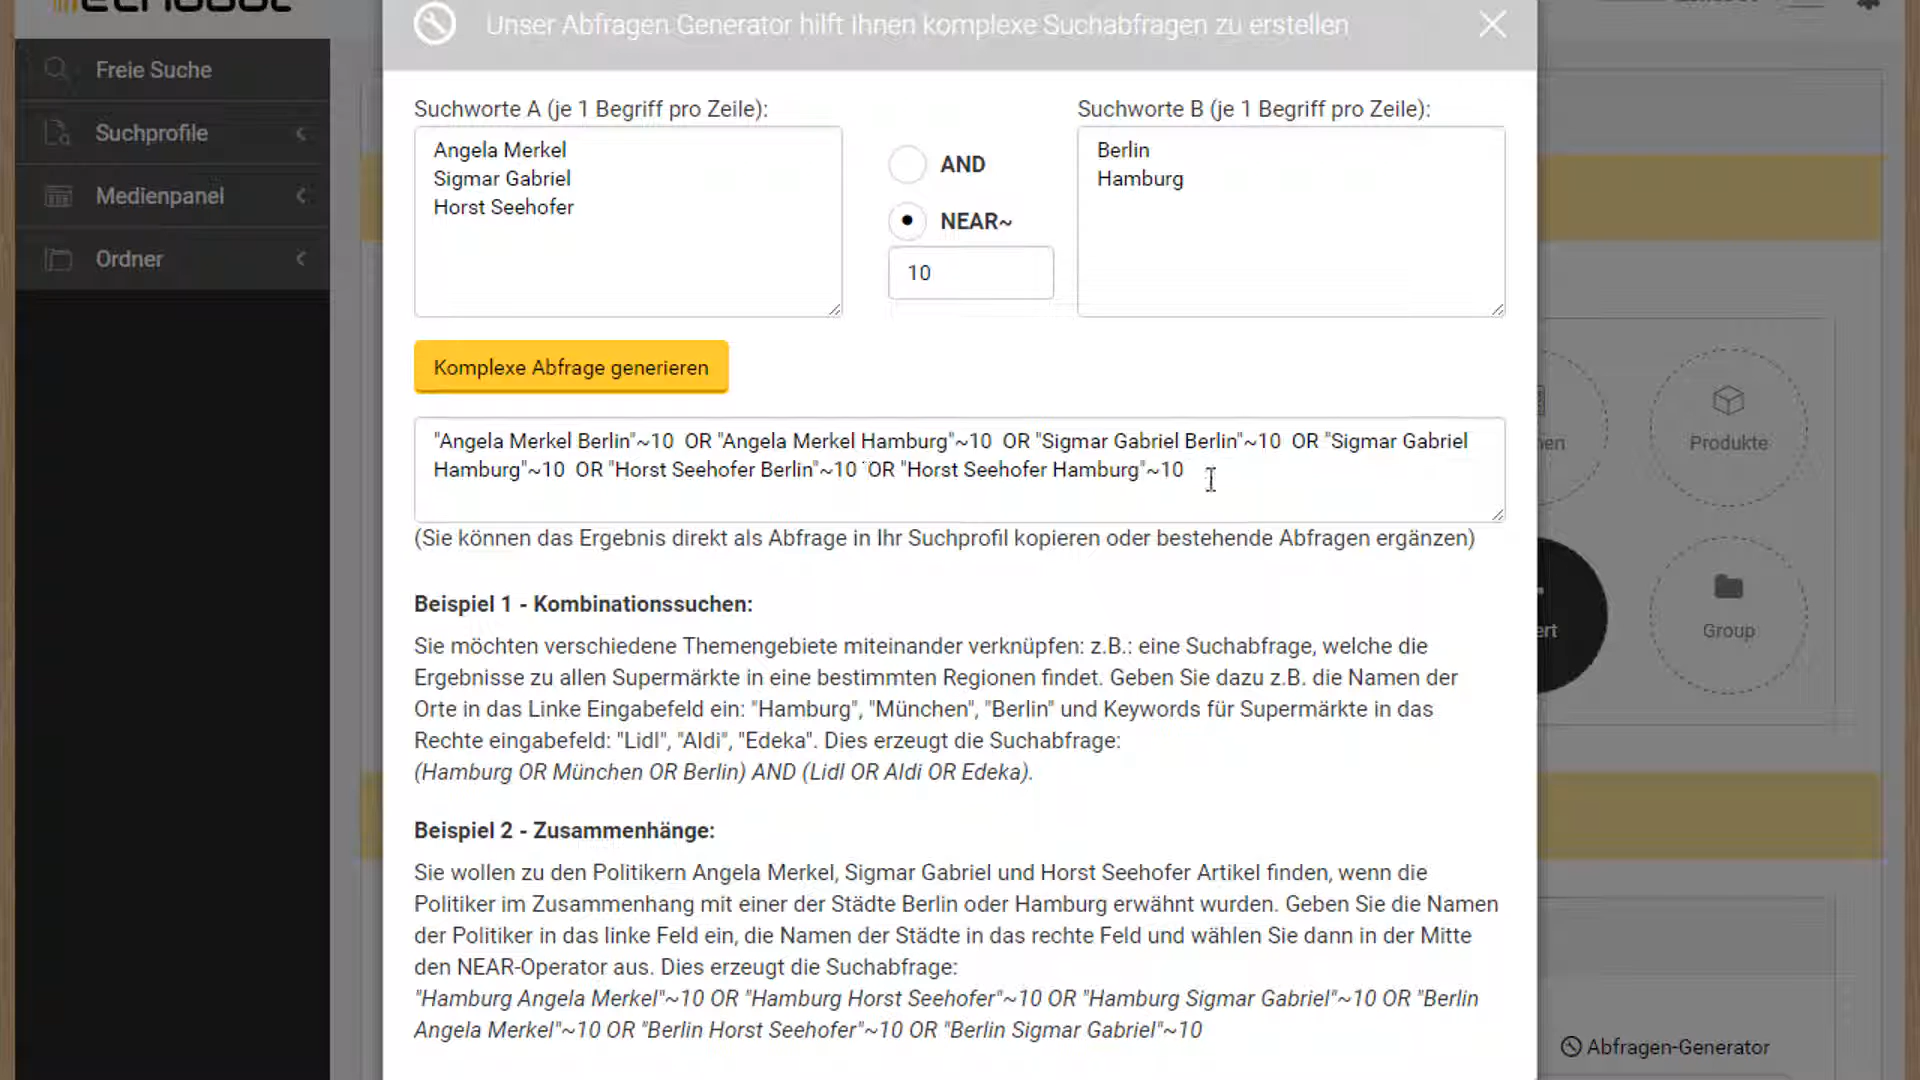 Unser Abfragen Generator hilft Ihnen komplexe Suchabfragen zu erstellen
Freie Suche
Suchprofile
Medienpanel
Ordner
Suchworte A (je 1 Begriff pro Zeile):
Angela Merkel
Sigmar Gabriel
Horst Seehofer
AND
NEAR~
10
Suchworte B (je 1 Begriff pro Zeile):
Berlin
Hamburg
Komplexe Abfrage generieren
"Angela Merkel Berlin"~10 OR "Angela Merkel Hamburg"~10 OR "Sigmar Gabriel Berlin"~10 OR "Sigmar Gabriel
Hamburg"~10 OR "Horst Seehofer Berlin"~10 OR "Horst Seehofer Hamburg"~10
(Sie können das Ergebnis direkt als Abfrage in Ihr Suchprofil kopieren oder bestehende Abfragen ergänzen)
Beispiel 1 - Kombinationssuchen:
Sie möchten verschiedene Themengebiete miteinander verknüpfen: z.B.: eine Suchabfrage, welche die
Ergebnisse zu allen Supermärkte in eine bestimmten Regionen findet. Geben Sie dazu z.B. die Namen der
Orte in das Linke Eingabefeld ein: "Hamburg", "München", "Berlin" und Keywords für Supermärkte in das
Rechte eingabefeld: "Lidl", "Aldi", "Edeka". Dies erzeugt die Suchabfrage:
(Hamburg OR München OR Berlin) AND (Lidl OR Aldi OR Edeka).
Beispiel 2 - Zusammenhänge:
Sie wollen zu den Politikern Angela Merkel, Sigmar Gabriel und Horst Seehofer Artikel finden, wenn die
Politiker im Zusammenhang mit einer der Städte Berlin oder Hamburg erwähnt wurden. Geben Sie die Namen
der Politiker in das linke Feld ein, die Namen der Städte in das rechte Feld und wählen Sie dann in der Mitte
den NEAR-Operator aus. Dies erzeugt die Suchabfrage:
"Hamburg Angela Merkel"~10 OR "Hamburg Horst Seehofer"~10 OR "Hamburg Sigmar Gabriel"~10 OR "Berlin
Angela Merkel"~10 OR "Berlin Horst Seehofer"~10 OR "Berlin Sigmar Gabriel"~10
Produkte
Group
Abfragen-Generator